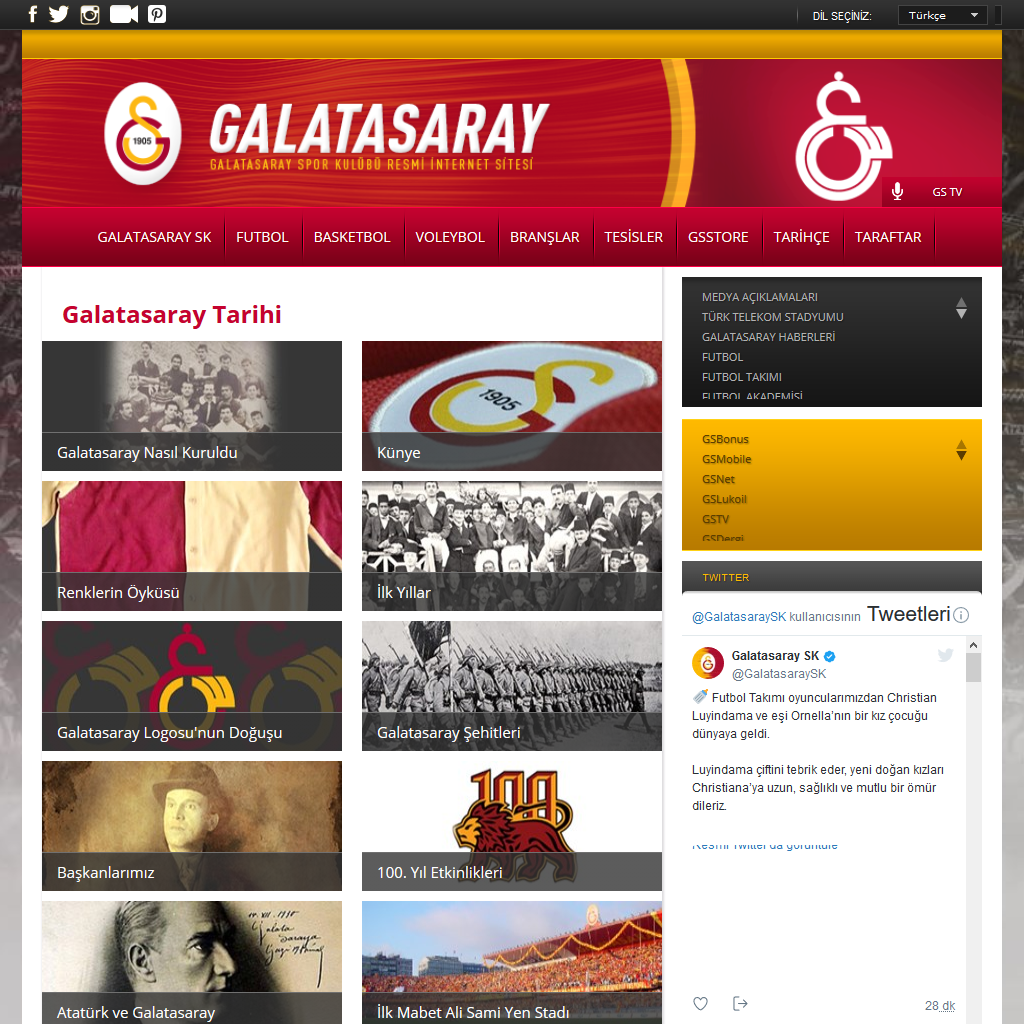 DİL SEÇİNİZ:
Türkçe
1905
GALATASARAY
GALATASARAY SPOR KULÜBÜ RESMİ İNTERNET SİTESİ
GS TV
GALATASARAY SK
FUTBOL
BASKETBOL
VOLEYBOL
BRANŞLAR
TESİSLER
GSSTORE
TARİHÇE
TARAFTAR
Galatasaray Tarihi
Galatasaray Nasıl Kuruldu
1905
Künye
Renklerin Öyküsü
İlk Yıllar
Galatasaray Logosu'nun Doğuşu
Galatasaray Şehitleri
Başkanlarımız
100
100. Yıl Etkinlikleri
Atatürk ve Galatasaray
İlk Mabet Ali Sami Yen Stadı
MEDYA AÇIKLAMALARI
TÜRK TELEKOM STADYUMU
GALATASARAY HABERLERİ
FUTBOL
FUTBOL TAKIMI
FUTBOL AKADEMİSİ
GSBonus
GSMobile
GSNet
GSLukoil
GSTV
GSDergi
TWITTER
@GalatasaraySK kullanıcısının Tweetleri
Galatasaray SK
@GalatasaraySK
Futbol Takımı oyuncularımızdan Christian
Luyindama ve eşi Ornella'nın bir kız çocuğu
dünyaya geldi.
Luyindama çiftini tebrik eder, yeni doğan kızları
Christiana'ya uzun, sağlıklı ve mutlu bir ömür
dileriz.
Resmi Twitter'da görüntüle
28 dk